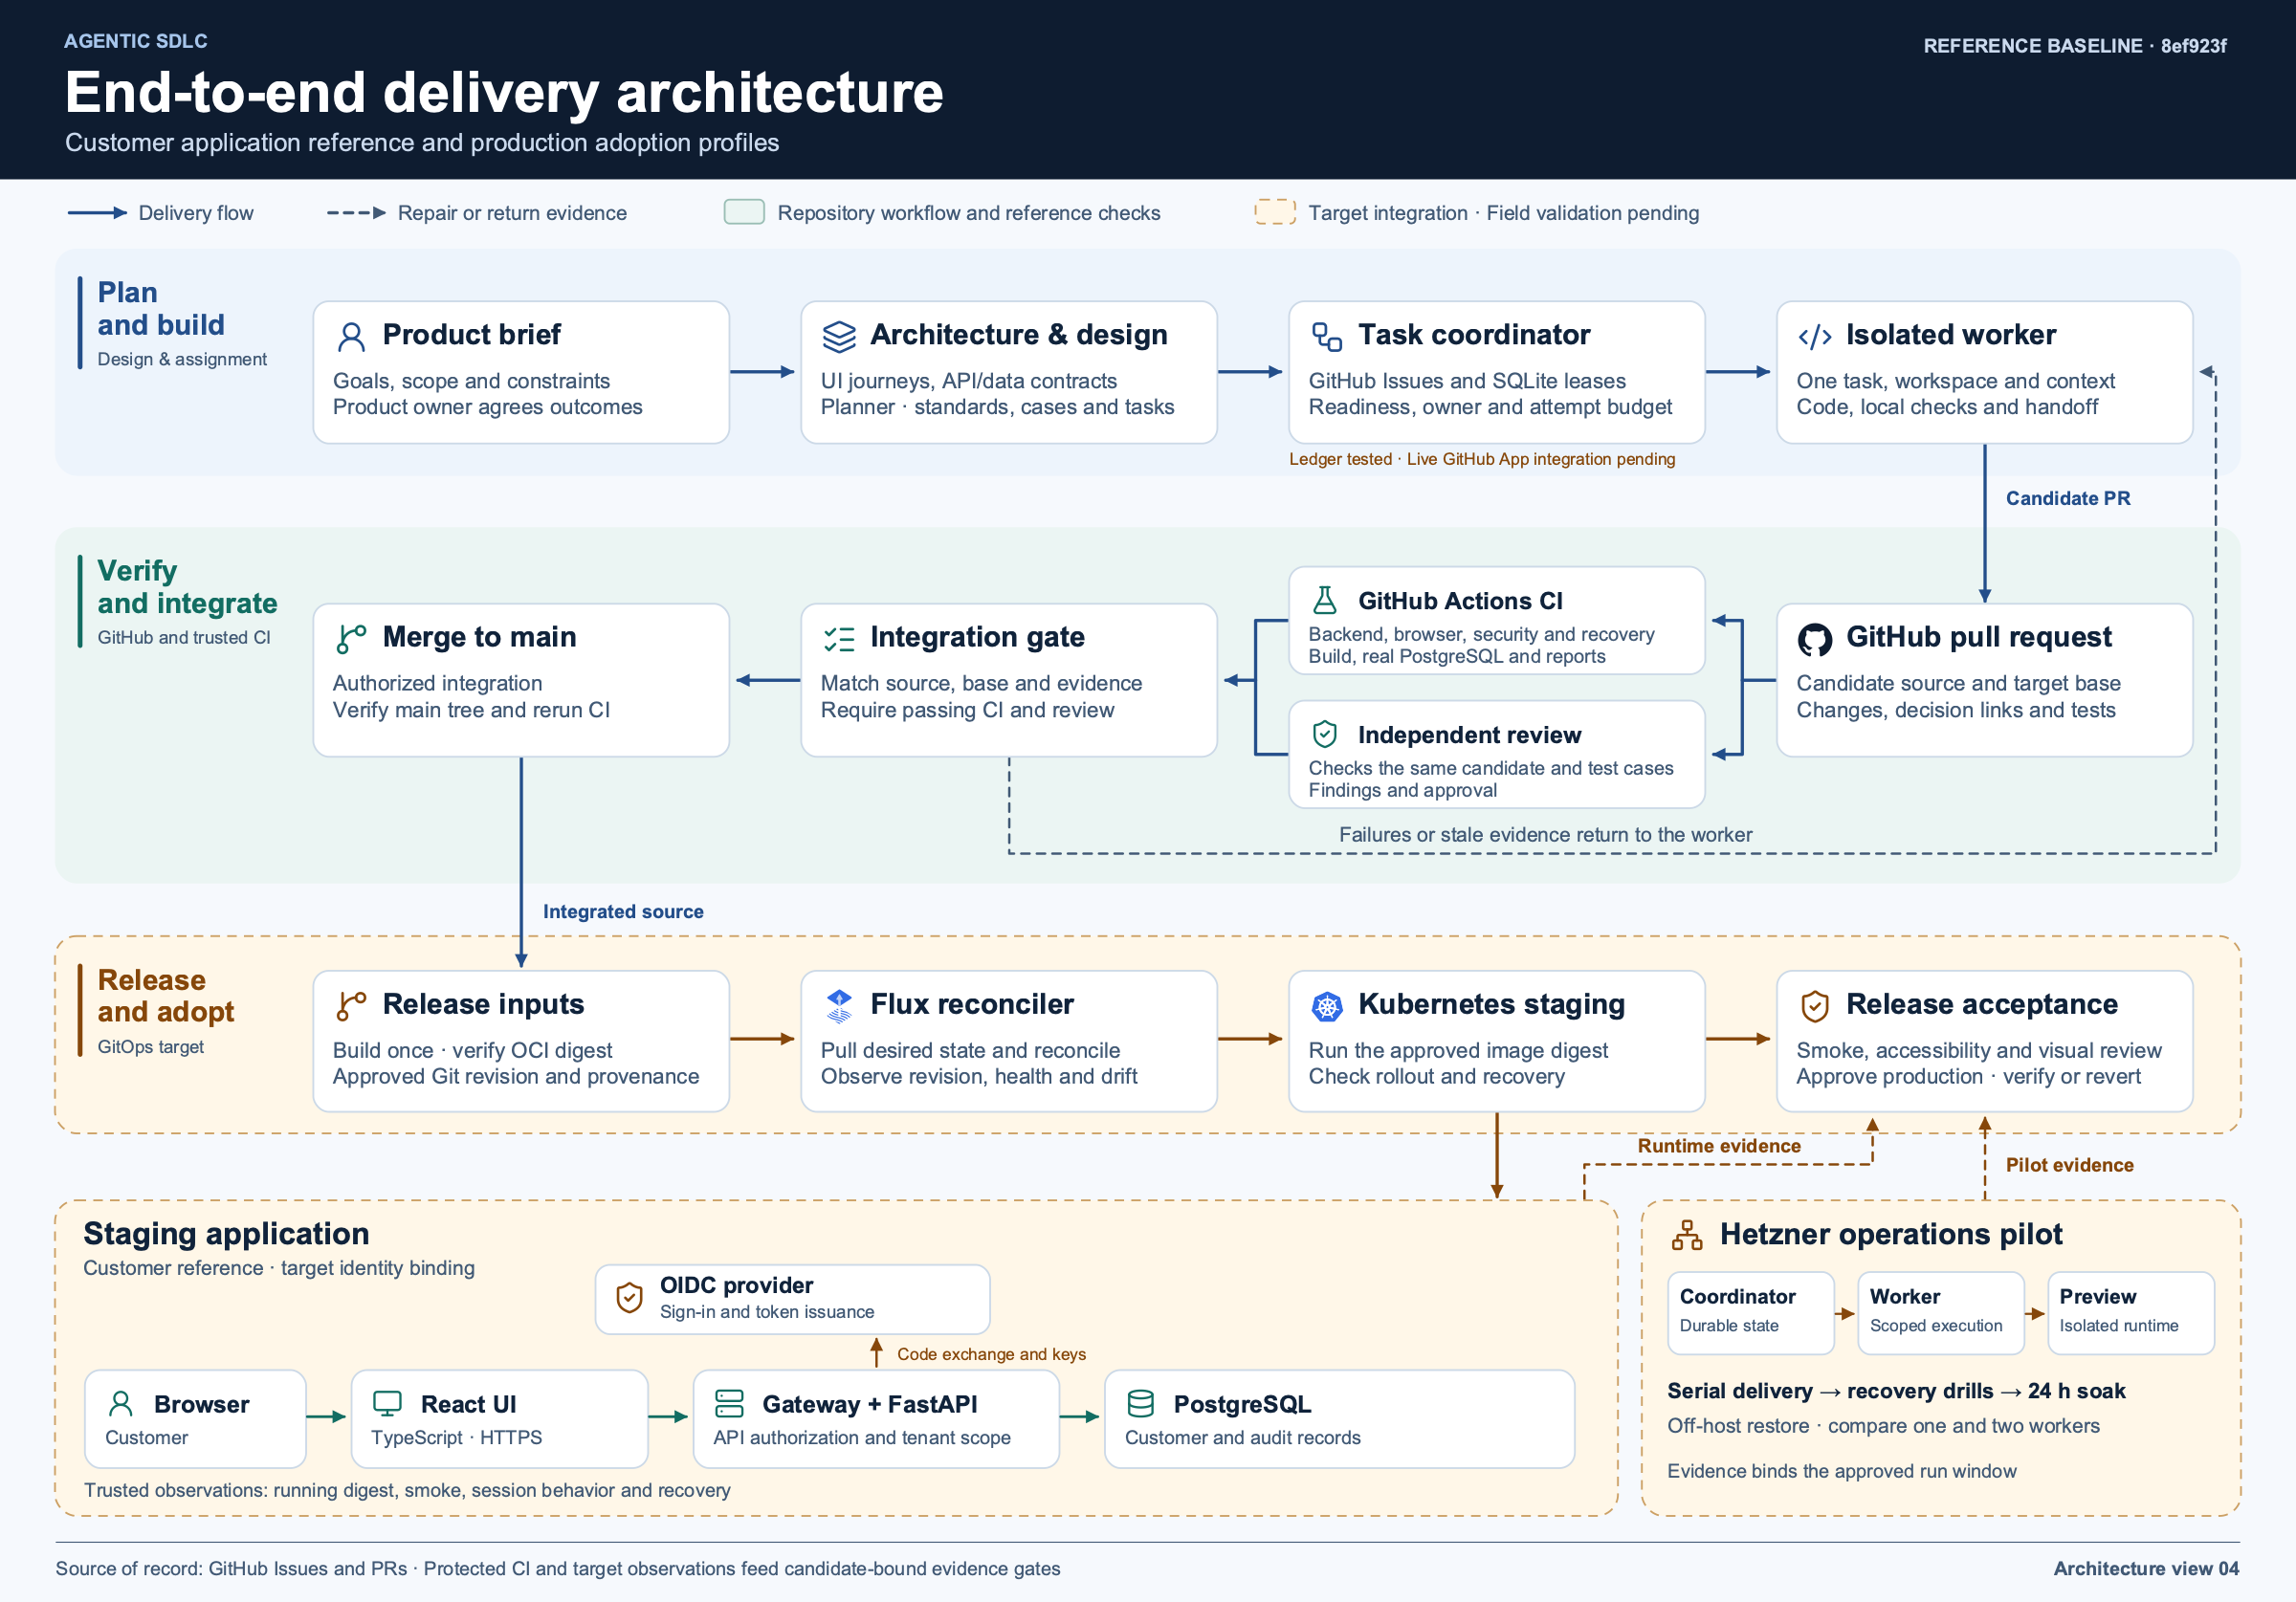 AGENTIC SDLC
REFERENCE BASELINE · 8ef923f
End-to-end delivery architecture
Customer application reference and production adoption profiles
Delivery flow
Repair or return evidence
Repository workflow and reference checks
Target integration · Field validation pending
Plan
and build
Design & assignment
Product brief
Goals, scope and constraints
Product owner agrees outcomes
Architecture & design
UI journeys, API/data contracts
Planner · standards, cases and tasks
Task coordinator
GitHub Issues and SQLite leases
Readiness, owner and attempt budget
Ledger tested · Live GitHub App integration pending
Isolated worker
One task, workspace and context
Code, local checks and handoff
Candidate PR
Verify
and integrate
GitHub and trusted CI
Merge to main
Authorized integration
Verify main tree and rerun CI
Integration gate
Match source, base and evidence
Require passing CI and review
GitHub Actions CI
Backend, browser, security and recovery
Build, real PostgreSQL and reports
Independent review
Checks the same candidate and test cases
Findings and approval
GitHub pull request
Candidate source and target base
Changes, decision links and tests
Failures or stale evidence return to the worker
Integrated source
Release
and adopt
GitOps target
Release inputs
Build once · verify OCI digest
Approved Git revision and provenance
Flux reconciler
Pull desired state and reconcile
Observe revision, health and drift
Kubernetes staging
Run the approved image digest
Check rollout and recovery
Release acceptance
Smoke, accessibility and visual review
Approve production · verify or revert
Runtime evidence
Pilot evidence
Staging application
Customer reference · target identity binding
OIDC provider
Sign-in and token issuance
Code exchange and keys
Browser
Customer
React UI
TypeScript · HTTPS
Gateway + FastAPI
API authorization and tenant scope
PostgreSQL
Customer and audit records
Trusted observations: running digest, smoke, session behavior and recovery
Hetzner operations pilot
Coordinator
Durable state
Worker
Scoped execution
Preview
Isolated runtime
Serial delivery → recovery drills → 24 h soak
Off-host restore · compare one and two workers
Evidence binds the approved run window
Source of record: GitHub Issues and PRs · Protected CI and target observations feed candidate-bound evidence gates
Architecture view 04